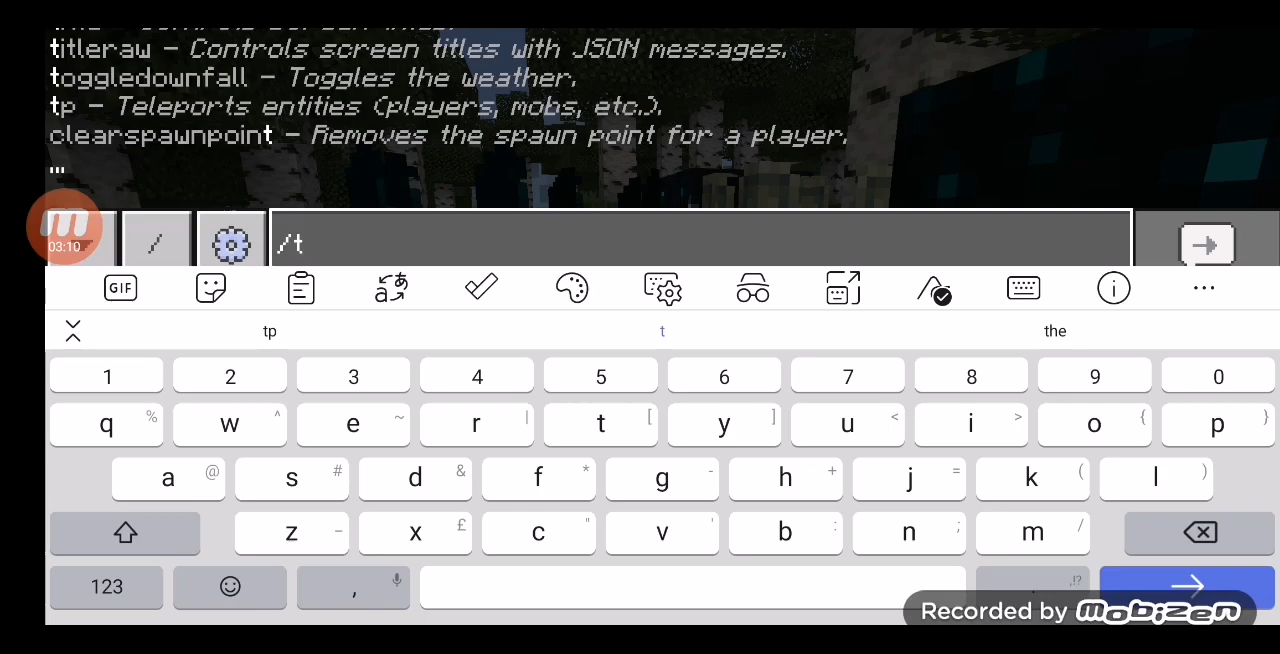 titleraw – Controls screen titles with JSON messages.
toggledownfall – Toggles the weather.
tp – Teleports entities (players, mobs, etc.).
clearspawnpoint – Removes the spawn point for a player.
...
03:10
/
/t
GIF
tp t the
1 2 3 4 5 6 7 8 9 0
q % w ^ e ~ r | t [ y ] u < i > o { p }
a @ s # d & f * g - h + j = k ( l )
z – x £ c " v ' b : n ; m /
123 , ,!?
Recorded by mobizen